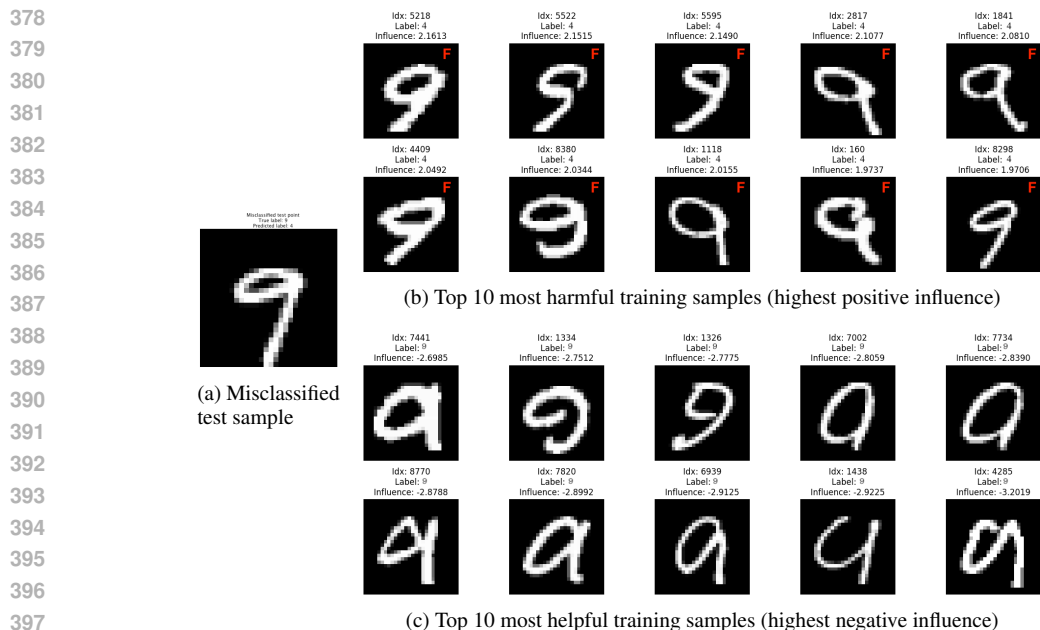 378
379
380
381
382
383
384
385
386
387
388
389
390
391
392
393
394
395
396
397
Misclassified test point
True label: 9
Predicted label: 4
(a) Misclassified
test sample
Idx: 5218
Label: 4
Influence: 2.1613
F
Idx: 5522
Label: 4
Influence: 2.1515
F
Idx: 5595
Label: 4
Influence: 2.1490
F
Idx: 2817
Label: 4
Influence: 2.1077
F
Idx: 1841
Label: 4
Influence: 2.0810
F
Idx: 4409
Label: 4
Influence: 2.0492
F
Idx: 8380
Label: 4
Influence: 2.0344
F
Idx: 1118
Label: 4
Influence: 2.0155
F
Idx: 160
Label: 4
Influence: 1.9737
F
Idx: 8298
Label: 4
Influence: 1.9706
F
(b) Top 10 most harmful training samples (highest positive influence)
Idx: 7441
Label: 9
Influence: -2.6985
Idx: 1334
Label: 9
Influence: -2.7512
Idx: 1326
Label: 9
Influence: -2.7775
Idx: 7002
Label: 9
Influence: -2.8059
Idx: 7734
Label: 9
Influence: -2.8390
Idx: 8770
Label: 9
Influence: -2.8788
Idx: 7820
Label: 9
Influence: -2.8992
Idx: 6939
Label: 9
Influence: -2.9125
Idx: 1438
Label: 9
Influence: -2.9225
Idx: 4285
Label: 9
Influence: -3.2019
(c) Top 10 most helpful training samples (highest negative influence)